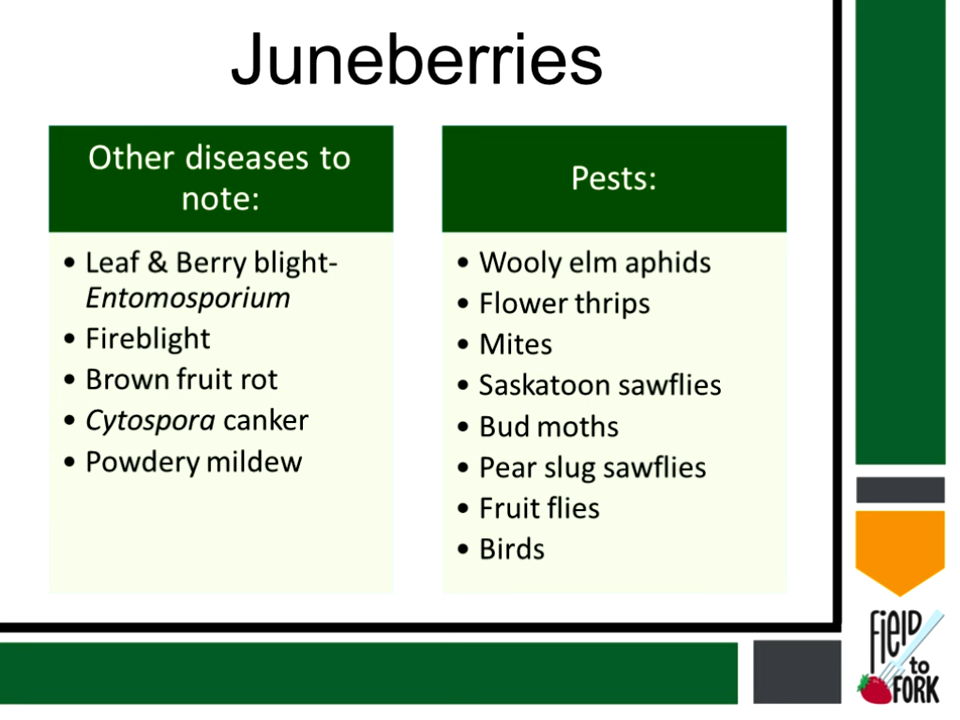 Juneberries
Other diseases to
note:
• Leaf & Berry blight-
Entomosporium
• Fireblight
• Brown fruit rot
• Cytospora canker
• Powdery mildew
Pests:
• Wooly elm aphids
• Flower thrips
• Mites
• Saskatoon sawflies
• Bud moths
• Pear slug sawflies
• Fruit flies
• Birds
FiELD
to
FORK